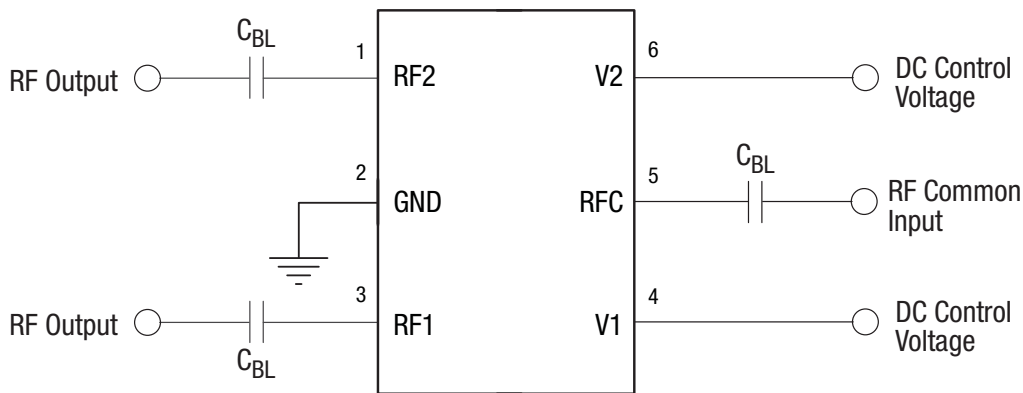 C_BL
1
6
RF Output
RF2
V2
DC Control
Voltage
C_BL
2
5
GND
RFC
RF Common
Input
3
4
RF Output
RF1
V1
DC Control
Voltage
C_BL